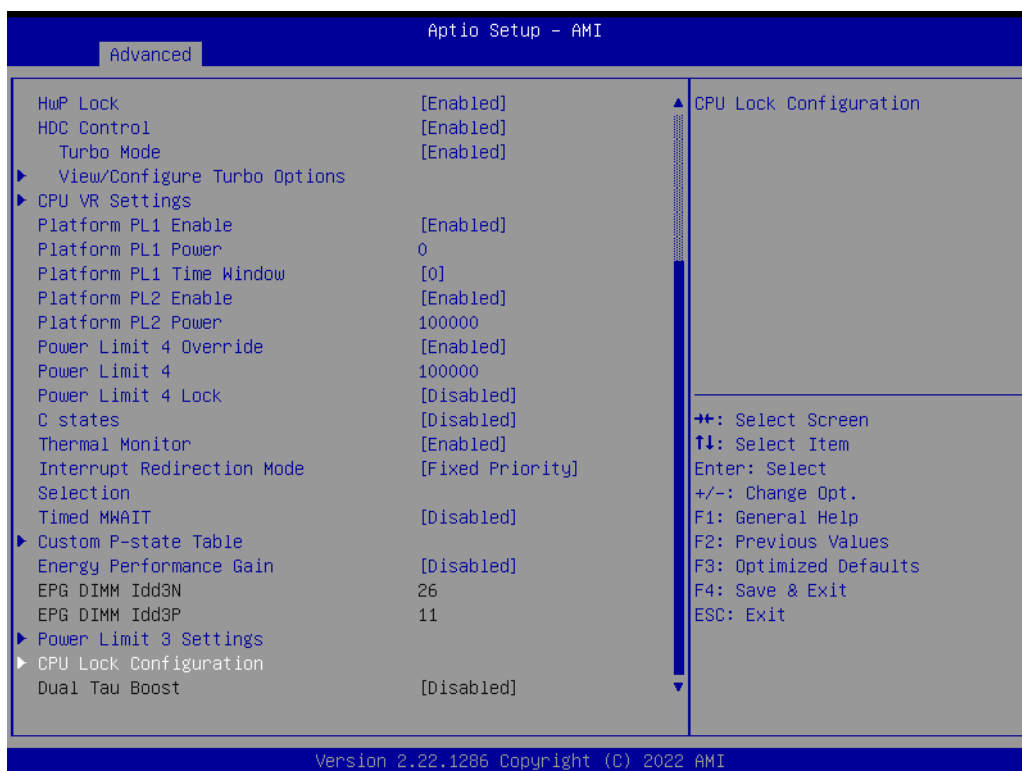 Aptio Setup – AMI
Advanced
HwP Lock [Enabled]
HDC Control [Enabled]
Turbo Mode [Enabled]
View/Configure Turbo Options
CPU VR Settings
Platform PL1 Enable [Enabled]
Platform PL1 Power 0
Platform PL1 Time Window [0]
Platform PL2 Enable [Enabled]
Platform PL2 Power 100000
Power Limit 4 Override [Enabled]
Power Limit 4 100000
Power Limit 4 Lock [Disabled]
C states [Disabled]
Thermal Monitor [Enabled]
Interrupt Redirection Mode [Fixed Priority]
Selection
Timed MWAIT [Disabled]
Custom P-state Table
Energy Performance Gain [Disabled]
EPG DIMM Idd3N 26
EPG DIMM Idd3P 11
Power Limit 3 Settings
CPU Lock Configuration
Dual Tau Boost [Disabled]
CPU Lock Configuration
→←: Select Screen
↑↓: Select Item
Enter: Select
+/-: Change Opt.
F1: General Help
F2: Previous Values
F3: Optimized Defaults
F4: Save & Exit
ESC: Exit
Version 2.22.1286 Copyright (C) 2022 AMI